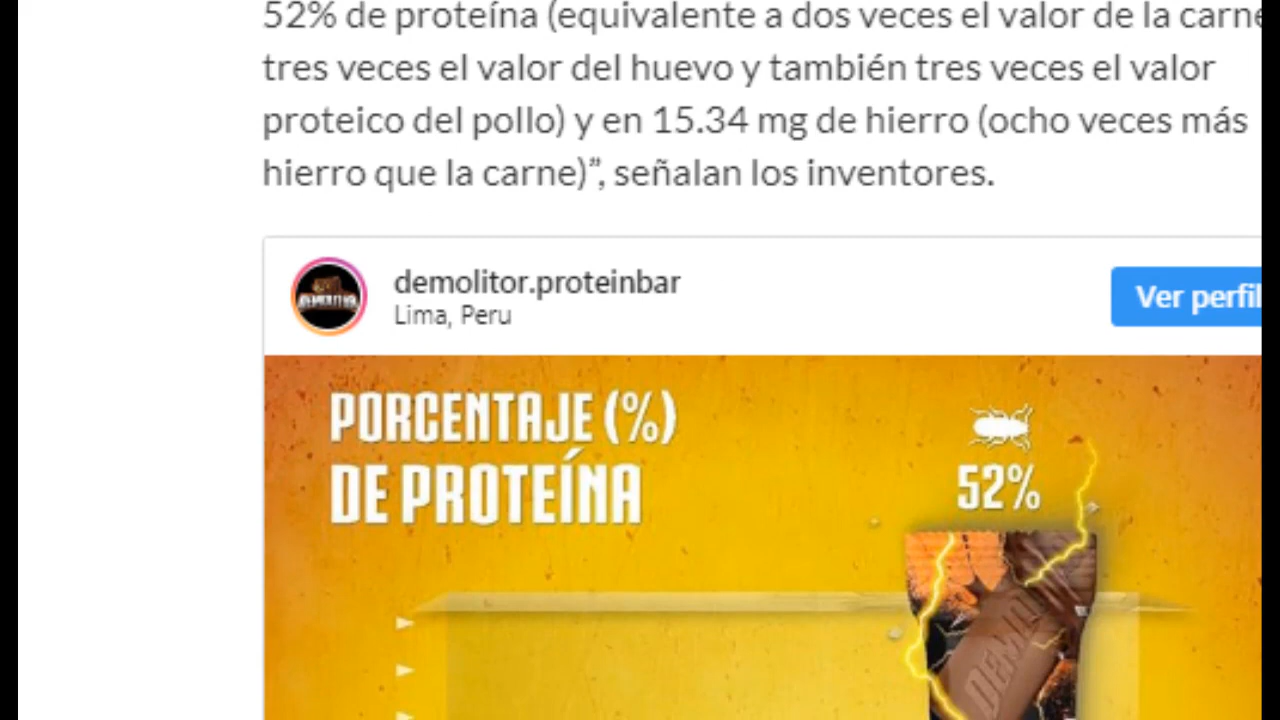 52% de proteína (equivalente a dos veces el valor de la carne
tres veces el valor del huevo y también tres veces el valor
proteico del pollo) y en 15.34 mg de hierro (ocho veces más
hierro que la carne)”, señalan los inventores.
demolitor.proteinbar
Lima, Peru
Ver perfil
PORCENTAJE (%)
DE PROTEÍNA
52%